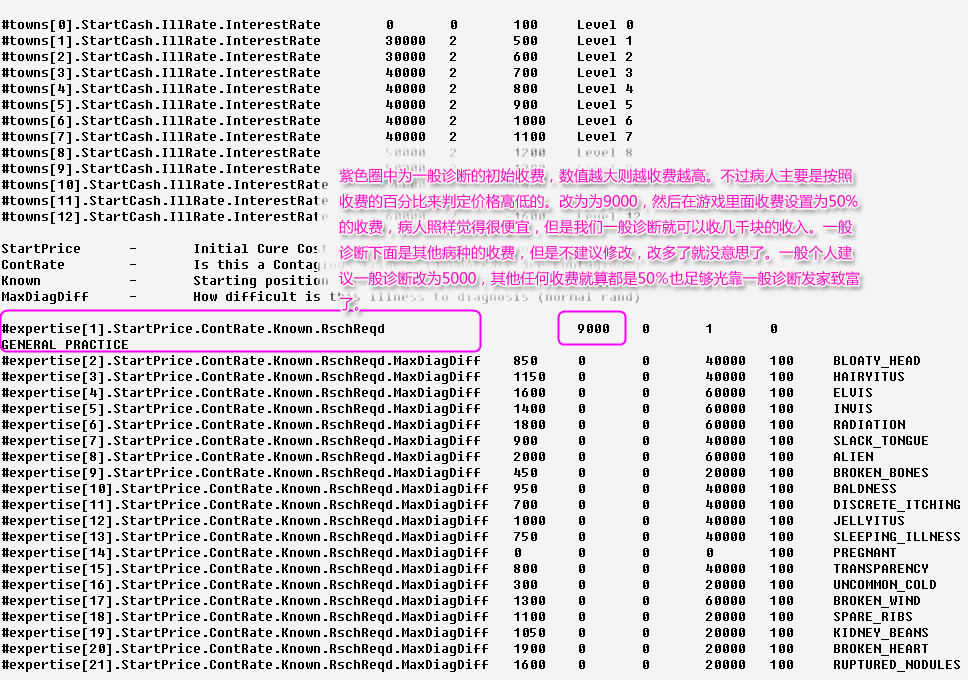 #towns[0].StartCash.IllRate.InterestRate 0 0 100 Level 0
#towns[1].StartCash.IllRate.InterestRate 30000 2 500 Level 1
#towns[2].StartCash.IllRate.InterestRate 30000 2 600 Level 2
#towns[3].StartCash.IllRate.InterestRate 40000 2 700 Level 3
#towns[4].StartCash.IllRate.InterestRate 40000 2 800 Level 4
#towns[5].StartCash.IllRate.InterestRate 40000 2 900 Level 5
#towns[6].StartCash.IllRate.InterestRate 40000 2 1000 Level 6
#towns[7].StartCash.IllRate.InterestRate 40000 2 1100 Level 7
#towns[8].StartCash.IllRate.InterestRate 50000 2 1200 Level 8
#towns[9].StartCash.IllRate.InterestRate
#towns[10].StartCash.IllRate.InterestRate
#towns[11].StartCash.IllRate.InterestRate
#towns[12].StartCash.IllRate.InterestRate
紫色圈中为一般诊断的初始收费，数值越大则越收费越高。不过病人主要是按照
收费的百分比来判定价格高低的。改为为9000，然后在游戏里面收费设置为50%
的收费，病人照样觉得很便宜，但是我们一般诊断就可以收几千块的收入。一般
诊断下面是其他病种的收费，但是不建议修改，改多了就没意思了。一般个人建
议一般诊断改为5000，其他任何收费就算都是50%也足够光靠一般诊断发家致富
了。
StartPrice - Initial Cure Cost
ContRate - Is this a Contag
Known - Starting position
MaxDiagDiff - How difficult is this illness to diagnosis (normal rand)
#expertise[1].StartPrice.ContRate.Known.RschReqd 9000 0 1 0
GENERAL PRACTICE
#expertise[2].StartPrice.ContRate.Known.RschReqd.MaxDiagDiff 850 0 0 40000 100 BLOATY_HEAD
#expertise[3].StartPrice.ContRate.Known.RschReqd.MaxDiagDiff 1150 0 0 40000 100 HAIRYITUS
#expertise[4].StartPrice.ContRate.Known.RschReqd.MaxDiagDiff 1600 0 0 60000 100 ELVIS
#expertise[5].StartPrice.ContRate.Known.RschReqd.MaxDiagDiff 1400 0 0 60000 100 INVIS
#expertise[6].StartPrice.ContRate.Known.RschReqd.MaxDiagDiff 1800 0 0 60000 100 RADIATION
#expertise[7].StartPrice.ContRate.Known.RschReqd.MaxDiagDiff 900 0 0 40000 100 SLACK_TONGUE
#expertise[8].StartPrice.ContRate.Known.RschReqd.MaxDiagDiff 2000 0 0 60000 100 ALIEN
#expertise[9].StartPrice.ContRate.Known.RschReqd.MaxDiagDiff 450 0 0 20000 100 BROKEN_BONES
#expertise[10].StartPrice.ContRate.Known.RschReqd.MaxDiagDiff 950 0 0 40000 100 BALDNESS
#expertise[11].StartPrice.ContRate.Known.RschReqd.MaxDiagDiff 700 0 0 40000 100 DISCRETE_ITCHING
#expertise[12].StartPrice.ContRate.Known.RschReqd.MaxDiagDiff 1000 0 0 40000 100 JELLYITUS
#expertise[13].StartPrice.ContRate.Known.RschReqd.MaxDiagDiff 750 0 0 40000 100 SLEEPING_ILLNESS
#expertise[14].StartPrice.ContRate.Known.RschReqd.MaxDiagDiff 0 0 0 0 100 PREGNANT
#expertise[15].StartPrice.ContRate.Known.RschReqd.MaxDiagDiff 800 0 0 40000 100 TRANSPARENCY
#expertise[16].StartPrice.ContRate.Known.RschReqd.MaxDiagDiff 300 0 0 20000 100 UNCOMMON_COLD
#expertise[17].StartPrice.ContRate.Known.RschReqd.MaxDiagDiff 1300 0 0 60000 100 BROKEN_WIND
#expertise[18].StartPrice.ContRate.Known.RschReqd.MaxDiagDiff 1100 0 0 20000 100 SPARE_RIBS
#expertise[19].StartPrice.ContRate.Known.RschReqd.MaxDiagDiff 1050 0 0 20000 100 KIDNEY_BEANS
#expertise[20].StartPrice.ContRate.Known.RschReqd.MaxDiagDiff 1900 0 0 20000 100 BROKEN_HEART
#expertise[21].StartPrice.ContRate.Known.RschReqd.MaxDiagDiff 1600 0 0 20000 100 RUPTURED_NODULES